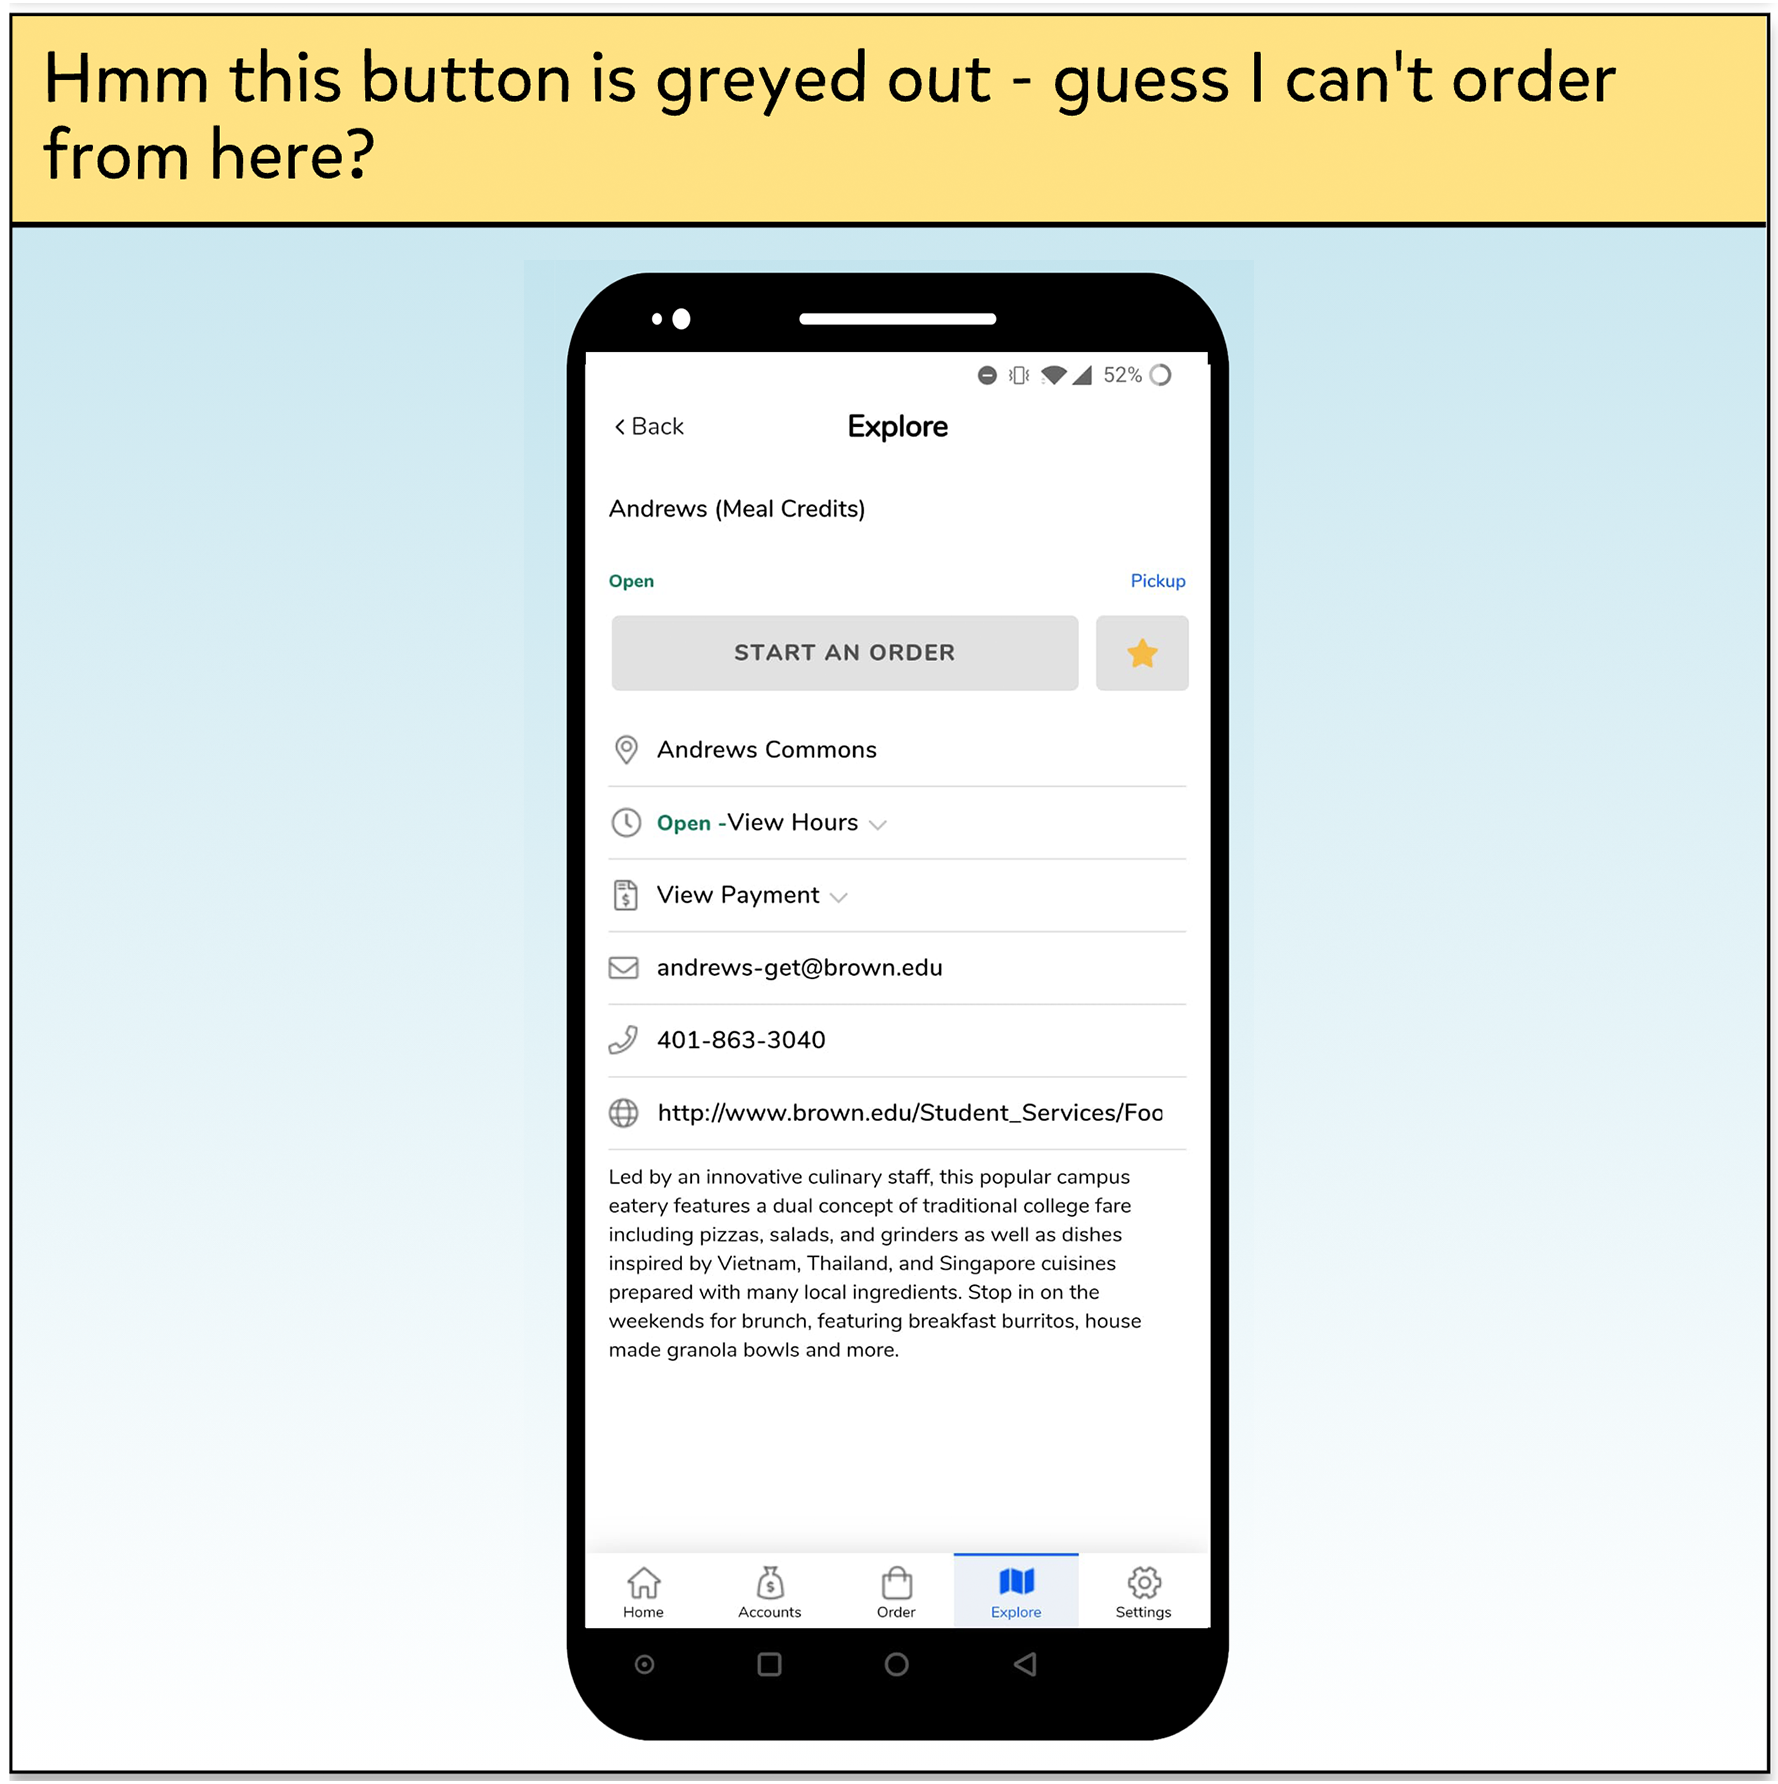 Hmm this button is greyed out - guess I can't order
from here?
52%
Back
Explore
Andrews (Meal Credits)
Open
Pickup
START AN ORDER
Andrews Commons
Open -View Hours
View Payment
andrews-get@brown.edu
401-863-3040
http://www.brown.edu/Student_Services/Foo
Led by an innovative culinary staff, this popular campus
eatery features a dual concept of traditional college fare
including pizzas, salads, and grinders as well as dishes
inspired by Vietnam, Thailand, and Singapore cuisines
prepared with many local ingredients. Stop in on the
weekends for brunch, featuring breakfast burritos, house
made granola bowls and more.
Home
Accounts
Order
Explore
Settings